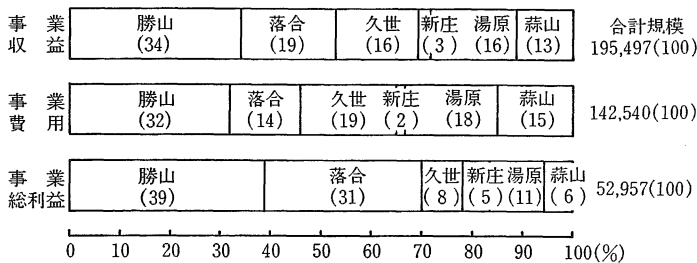 事業収益 勝山 落合 久世 新庄 湯原 蒜山 合計規模
(34) (19) (16) (3) (16) (13) 195,497(100)
事業費用 勝山 落合 久世 新庄 湯原 蒜山
(32) (14) (19) (2) (18) (15) 142,540(100)
事業総利益 勝山 落合 久世 新庄 湯原 蒜山
(39) (31) (8) (5) (11) (6) 52,957(100)
0 10 20 30 40 50 60 70 80 90 100(%)